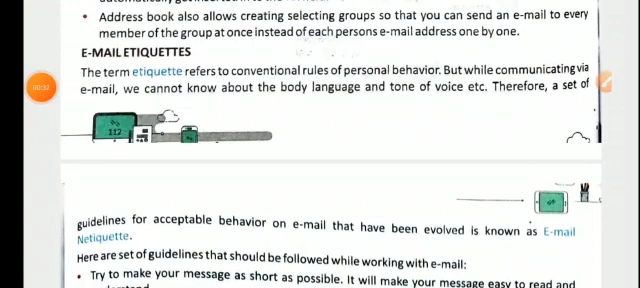 • Address book also allows creating selecting groups so that you can send an e-mail to every
member of the group at once instead of each persons e-mail address one by one.
E-MAIL ETIQUETTES
The term etiquette refers to conventional rules of personal behavior. But while communicating via
00:32
e-mail, we cannot know about the body language and tone of voice etc. Therefore, a set of
112
guidelines for acceptable behavior on e-mail that have been evolved is known as E-mail
Netiquette.
Here are set of guidelines that should be followed while working with e-mail:
• Try to make your message as short as possible. It will make your message easy to read and